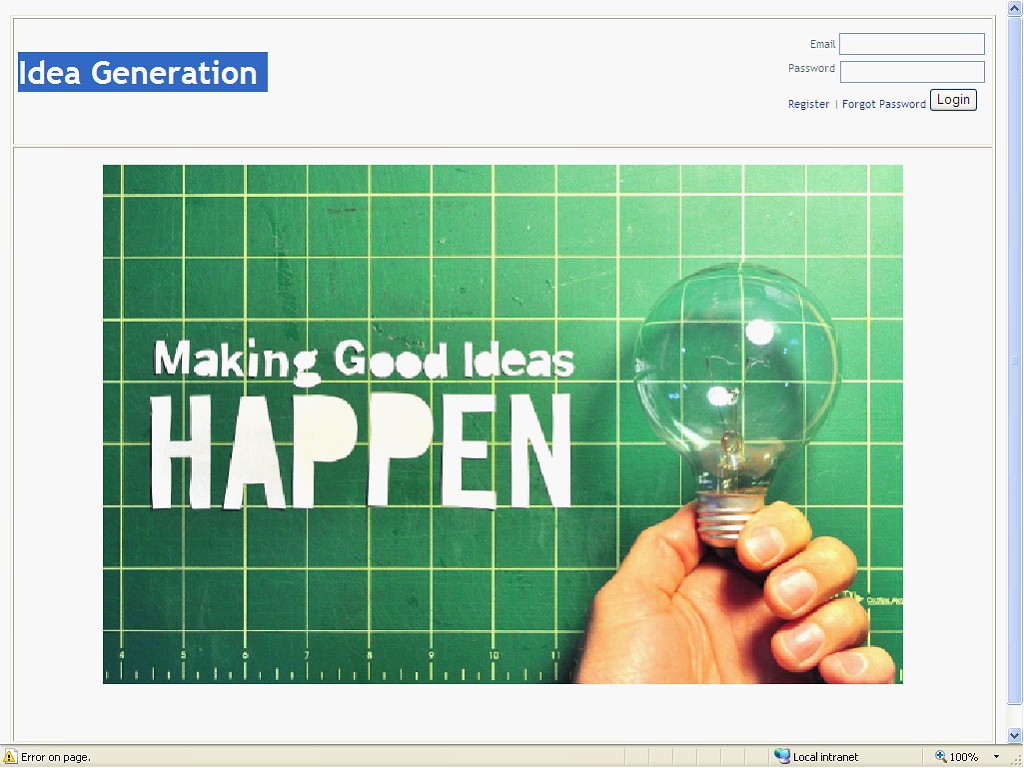 Idea Generation
Email
Password
Register | Forgot Password Login
Making Good Ideas
HAPPEN
4 5 6 7 8 9 10 11
Error on page.
Local intranet
100%